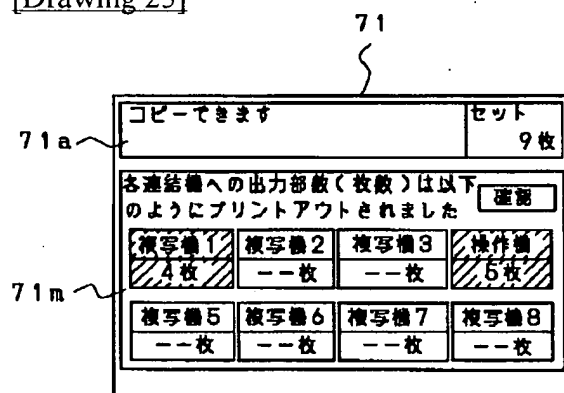 [Drawing 25]
71
コピーできます
セット
9枚
71a
各連結機への出力部数(枚数)は以下
のようにプリントアウトされました
確認
複写機1 複写機2 複写機3 操作機
4枚 ーー枚 ーー枚 5枚
71m
複写機5 複写機6 複写機7 複写機8
ーー枚 ーー枚 ーー枚 ーー枚